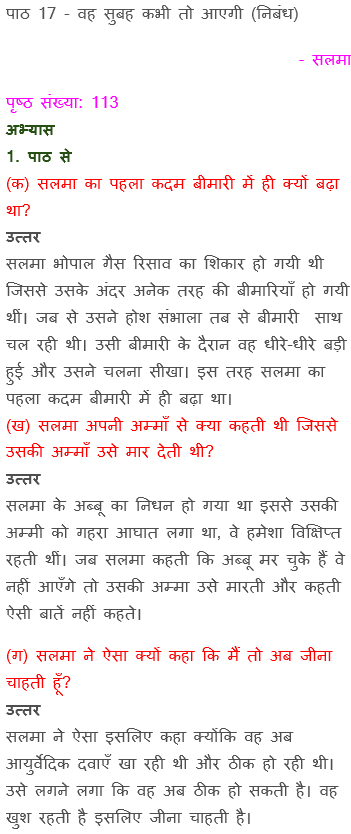 पाठ 17 - वह सुबह कभी तो आएगी (निबंध)
- सलमा
पृष्ठ संख्या: 113
अभ्यास
1. पाठ से
(क) सलमा का पहला कदम बीमारी में ही क्यों बढ़ा
था?
उत्तर
सलमा भोपाल गैस रिसाव का शिकार हो गयी थी
जिससे उसके अंदर अनेक तरह की बीमारियाँ हो गयी
थीं। जब से उसने होश संभाला तब से बीमारी साथ
चल रही थी। उसी बीमारी के दैरान वह धीरे-धीरे बड़ी
हुई और उसने चलना सीखा। इस तरह सलमा का
पहला कदम बीमारी में ही बढ़ा था।
(ख) सलमा अपनी अम्माँ से क्या कहती थी जिससे
उसकी अम्माँ उसे मार देती थी?
उत्तर
सलमा के अब्बू का निधन हो गया था इससे उसकी
अम्मी को गहरा आघात लगा था, वे हमेशा विक्षिप्त
रहती थीं। जब सलमा कहती कि अब्बू मर चुके हैं वे
नहीं आएँगे तो उसकी अम्मा उसे मारती और कहती
ऐसी बातें नहीं कहते।
(ग) सलमा ने ऐसा क्यों कहा कि मैं तो अब जीना
चाहती हूँ?
उत्तर
सलमा ने ऐसा इसलिए कहा क्योंकि वह अब
आयुर्वेदिक दवाएँ खा रही थी और ठीक हो रही थी।
उसे लगने लगा कि वह अब ठीक हो सकती है। वह
खुश रहती है इसलिए जीना चाहती है।